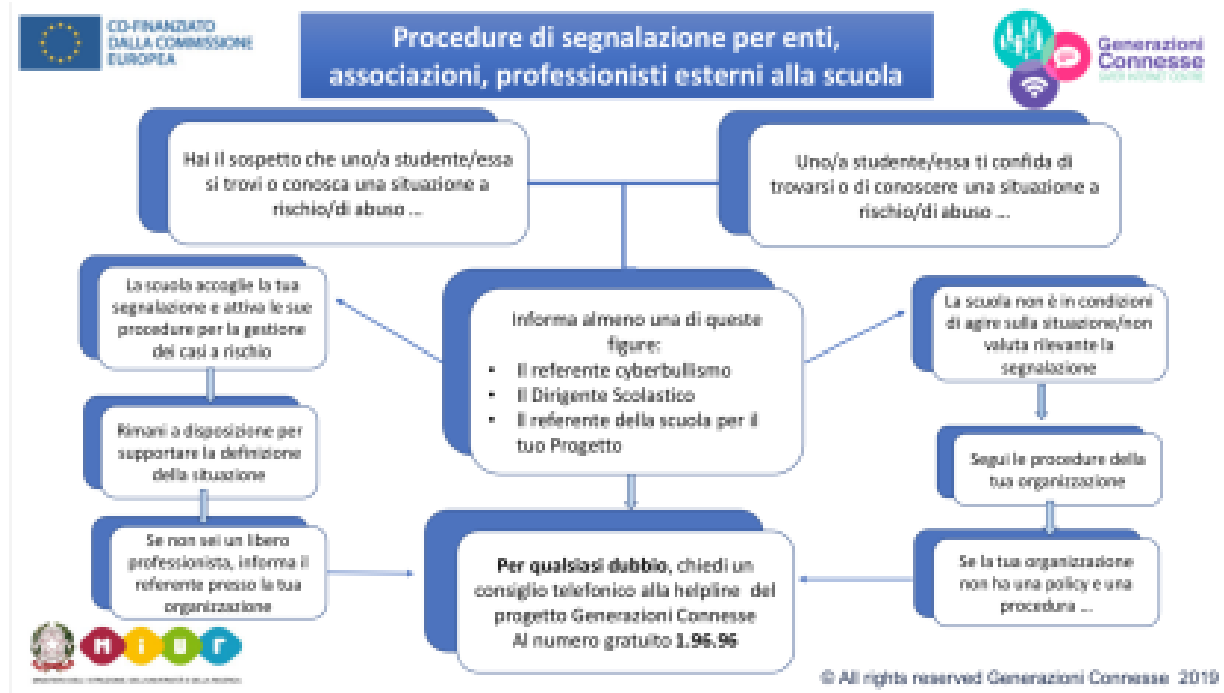 CO-FINANZIATO
DALLA COMMISSIONE
EUROPEA
Procedure di segnalazione per enti,
associazioni, professionisti esterni alla scuola
Generazioni
Connesse
SAFER INTERNET CENTRE
Hai il sospetto che uno/a studente/essa
si trovi o conosca una situazione a
rischio/di abuso ...
Uno/a studente/essa ti confida di
trovarsi o di conoscere una situazione a
rischio/di abuso ...
La scuola accoglie la tua
segnalazione e attiva le sue
procedure per la gestione
dei casi a rischio
Informa almeno una di queste
figure:
• Il referente cyberbullismo
• Il Dirigente Scolastico
• Il referente della scuola per il
tuo Progetto
La scuola non è in condizioni
di agire sulla situazione/non
valuta rilevante la
segnalazione
Rimani a disposizione per
supportare la definizione
della situazione
Segui le procedure della
tua organizzazione
Se non sei un libero
professionista, informa il
referente presso la tua
organizzazione
Per qualsiasi dubbio, chiedi un
consiglio telefonico alla helpline del
progetto Generazioni Connesse
Al numero gratuito 1.96.96
Se la tua organizzazione
non ha una policy e una
procedura ...
miur
© All rights reserved Generazioni Connesse 2019